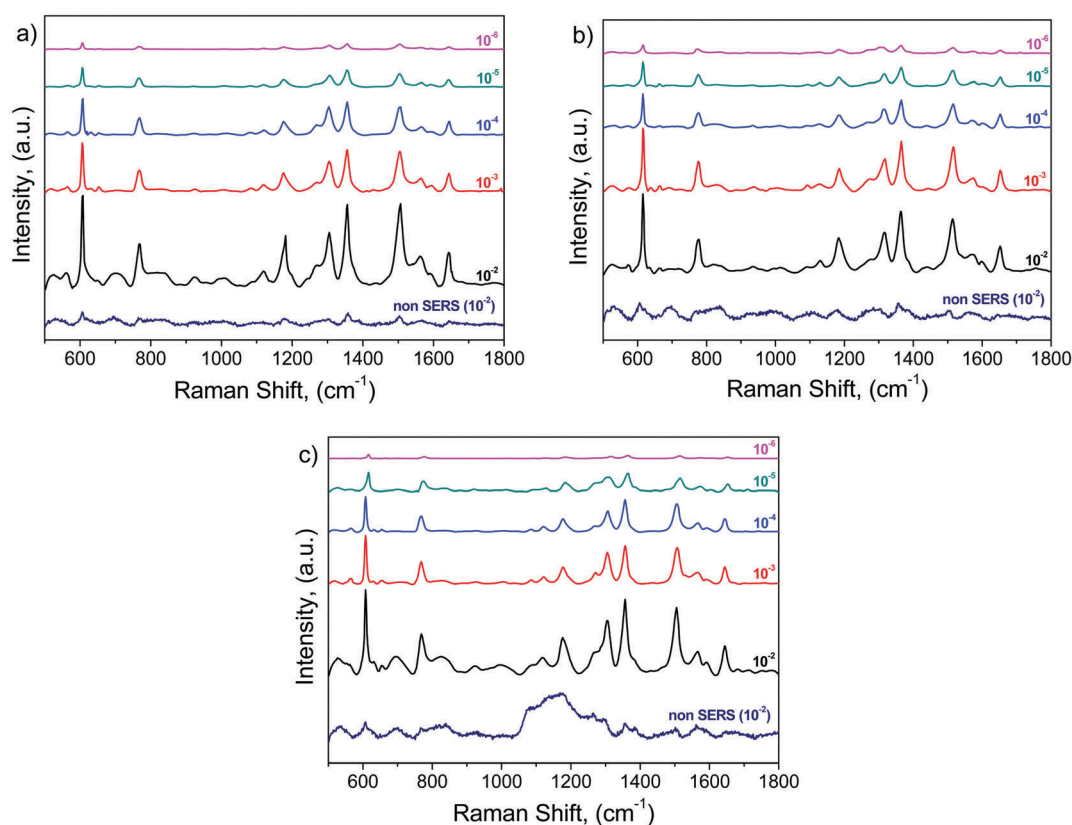 a)
10-6
10-5
10-4
10-3
10-2
non SERS (10-2)
Intensity, (a.u.)
600 800 1000 1200 1400 1600 1800
Raman Shift, (cm-1)
b)
10-6
10-5
10-4
10-3
10-2
non SERS (10-2)
Intensity, (a.u.)
600 800 1000 1200 1400 1600 1800
Raman Shift, (cm-1)
c)
10-6
10-5
10-4
10-3
10-2
non SERS (10-2)
Intensity, (a.u.)
600 800 1000 1200 1400 1600 1800
Raman Shift, (cm-1)